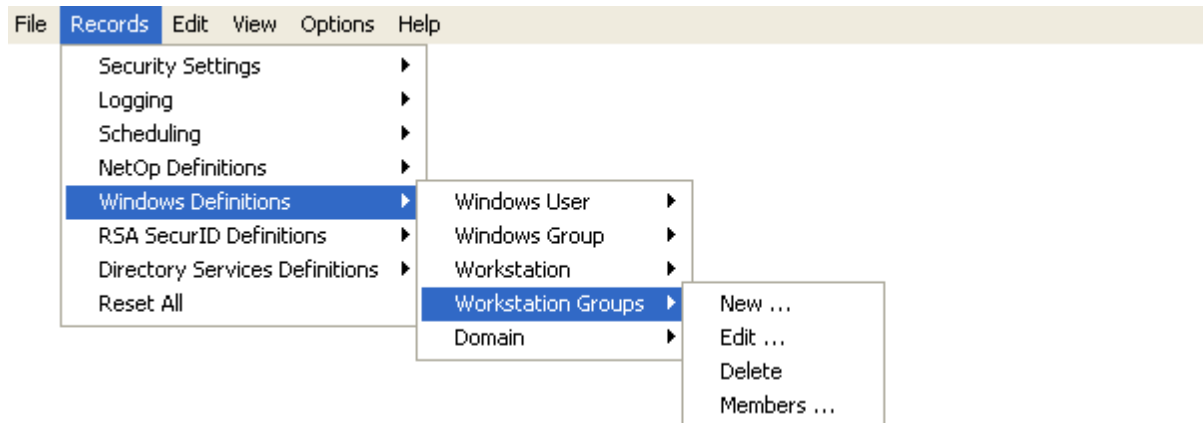 File Records Edit View Options Help
Security Settings
Logging
Scheduling
NetOp Definitions
Windows Definitions
RSA SecurID Definitions
Directory Services Definitions
Reset All
Windows User
Windows Group
Workstation
Workstation Groups
Domain
New ...
Edit ...
Delete
Members ...